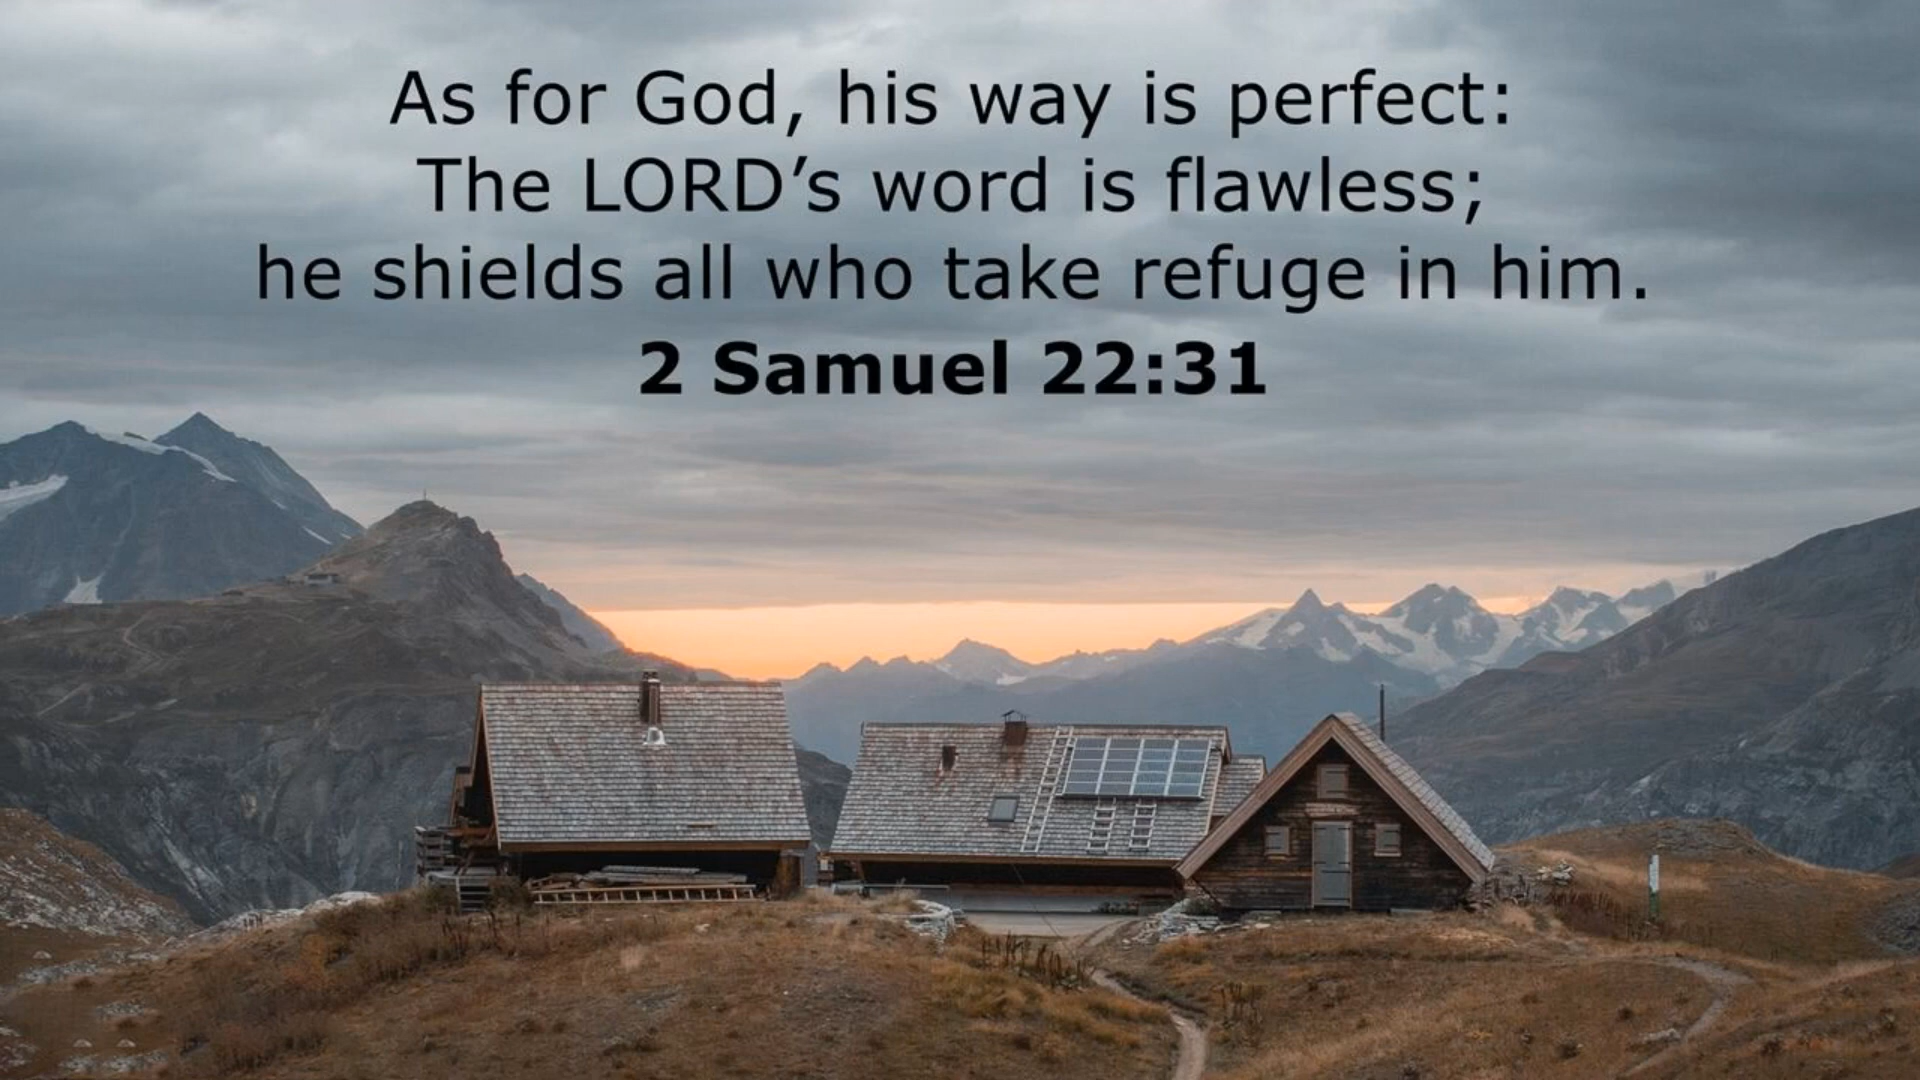 As for God, his way is perfect:
The LORD’s word is flawless;
he shields all who take refuge in him.
2 Samuel 22:31